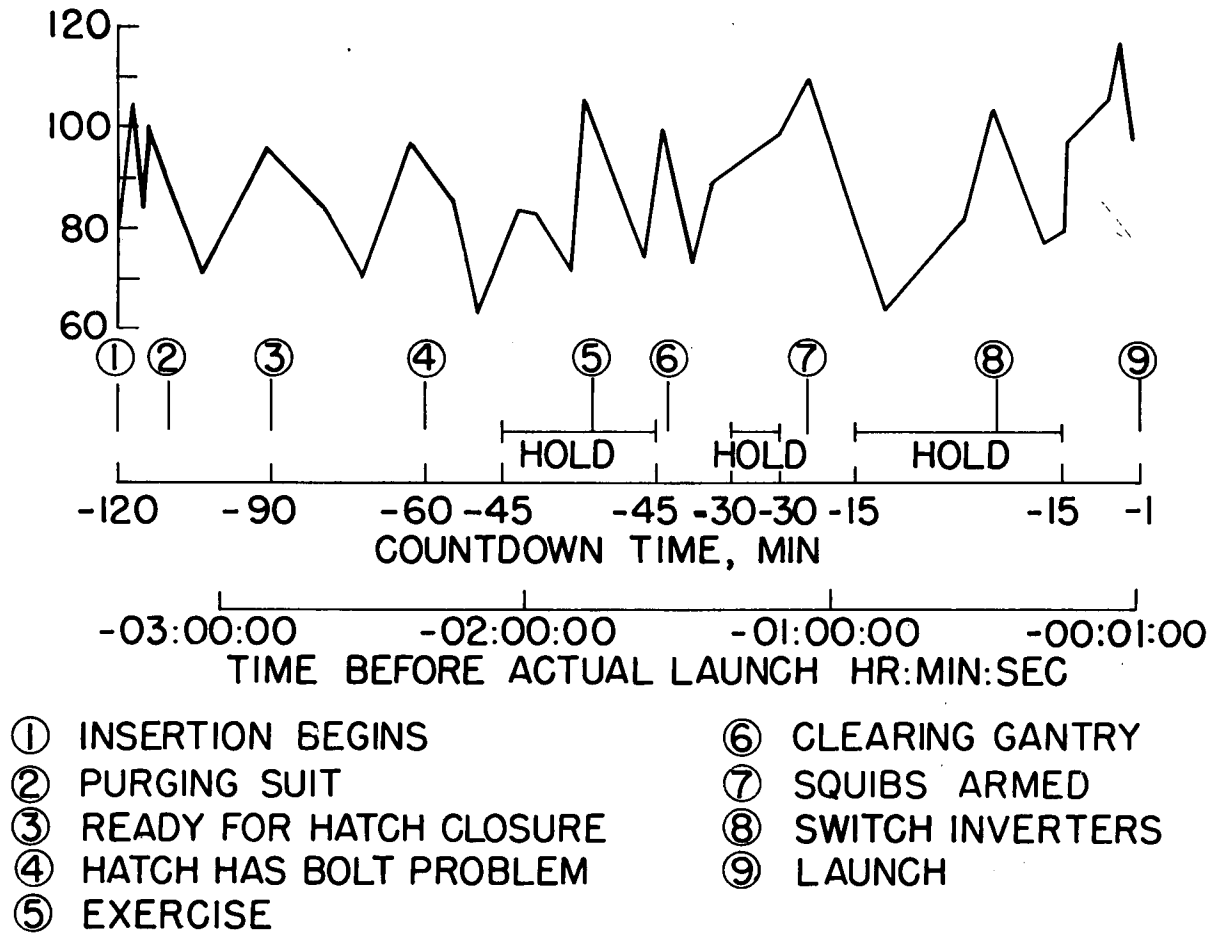 120
100
80
60
① ② ③ ④ ⑤ ⑥ ⑦ ⑧ ⑨
HOLD HOLD HOLD
-120 -90 -60 -45 -45 -30 -30 -15 -15 -1
COUNTDOWN TIME, MIN
-03:00:00 -02:00:00 -01:00:00 -00:01:00
TIME BEFORE ACTUAL LAUNCH HR:MIN:SEC
① INSERTION BEGINS
② PURGING SUIT
③ READY FOR HATCH CLOSURE
④ HATCH HAS BOLT PROBLEM
⑤ EXERCISE
⑥ CLEARING GANTRY
⑦ SQUIBS ARMED
⑧ SWITCH INVERTERS
⑨ LAUNCH